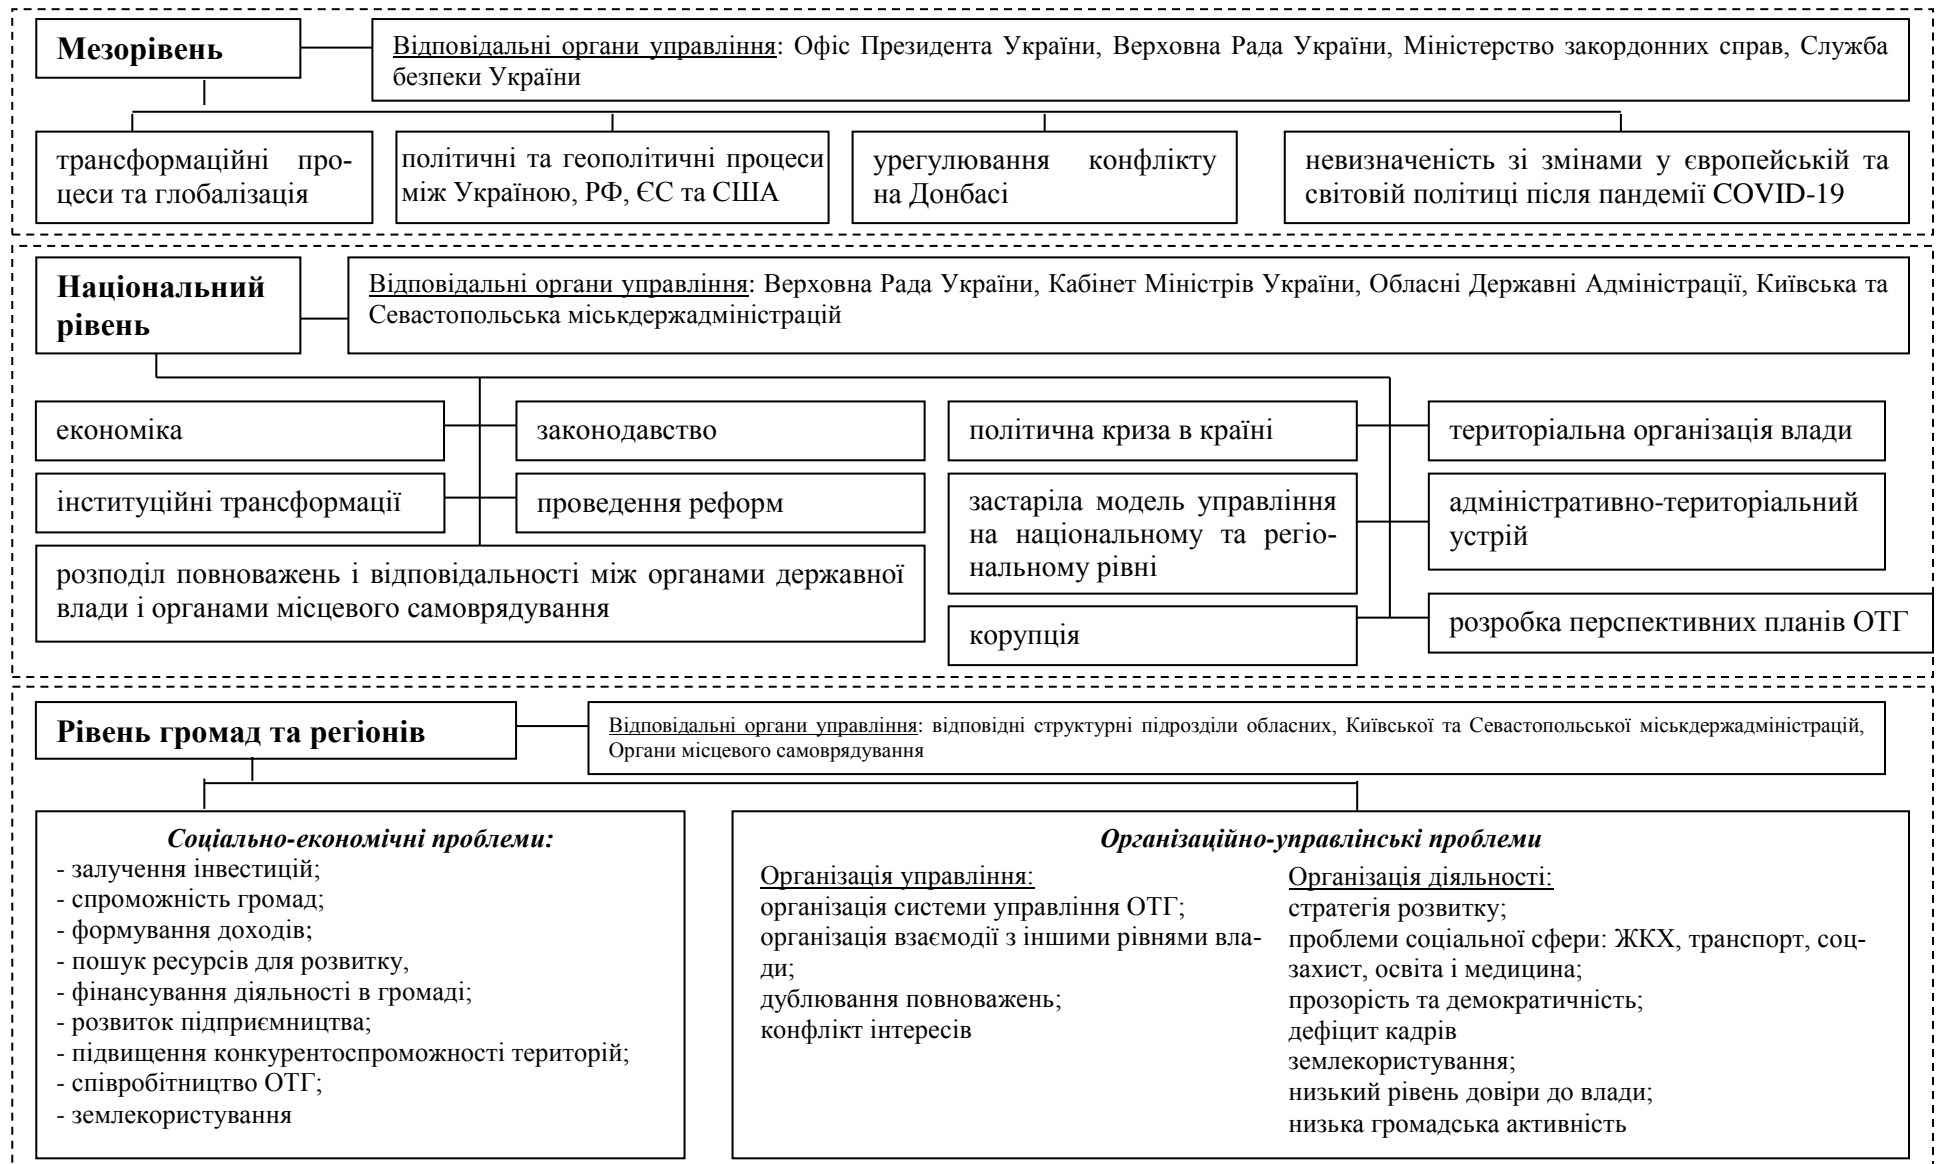 Мезорівень
Відповідальні органи управління: Офіс Президента України, Верховна Рада України, Міністерство закордонних справ, Служба
безпеки України
трансформаційні про-
цеси та глобалізація
політичні та геополітичні процеси
між Україною, РФ, ЄС та США
урегулювання конфлікту
на Донбасі
невизначеність зі змінами у європейській та
світовій політиці після пандемії COVID-19
Національний
рівень
Відповідальні органи управління: Верховна Рада України, Кабінет Міністрів України, Обласні Державні Адміністрації, Київська та
Севастопольська міськдержадміністрацій
економіка
законодавство
інституційні трансформації
проведення реформ
розподіл повноважень і відповідальності між органами державної
влади і органами місцевого самоврядування
політична криза в країні
територіальна організація влади
застаріла модель управління
на національному та регіо-
нальному рівні
адміністративно-територіальний
устрій
корупція
розробка перспективних планів ОТГ
Рівень громад та регіонів
Відповідальні органи управління: відповідні структурні підрозділи обласних, Київської та Севастопольської міськдержадміністрацій,
Органи місцевого самоврядування
Соціально-економічні проблеми:
- залучення інвестицій;
- спроможність громад;
- формування доходів;
- пошук ресурсів для розвитку,
- фінансування діяльності в громаді;
- розвиток підприємництва;
- підвищення конкурентоспроможності територій;
- співробітництво ОТГ;
- землекористування
Організаційно-управлінські проблеми
Організація управління:
організація системи управління ОТГ;
організація взаємодії з іншими рівнями вла-
ди;
дублювання повноважень;
конфлікт інтересів
Організація діяльності:
стратегія розвитку;
проблеми соціальної сфери: ЖКХ, транспорт, соц-
захист, освіта і медицина;
прозорість та демократичність;
дефіцит кадрів
землекористування;
низький рівень довіри до влади;
низька громадська активність